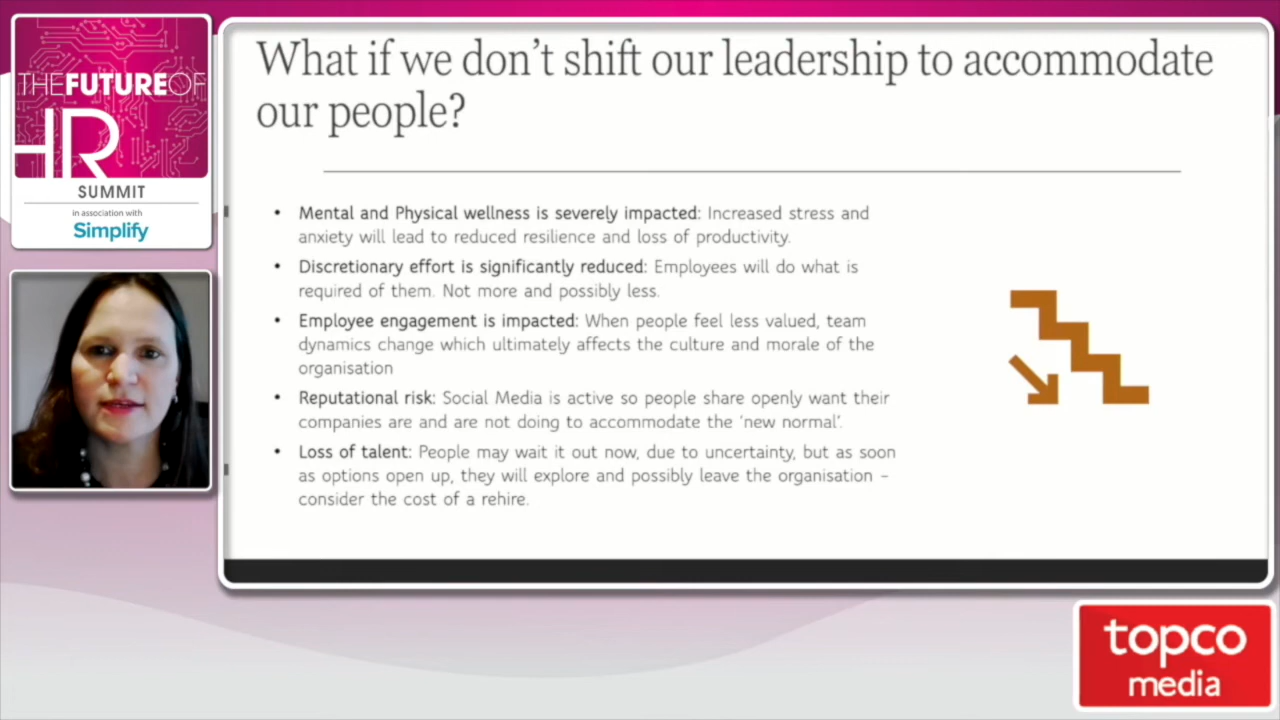 THEFUTUREOF
HR
SUMMIT
in association with
Simplify
What if we don’t shift our leadership to accommodate
our people?
• Mental and Physical wellness is severely impacted: Increased stress and
anxiety will lead to reduced resilience and loss of productivity.
• Discretionary effort is significantly reduced: Employees will do what is
required of them. Not more and possibly less.
• Employee engagement is impacted: When people feel less valued, team
dynamics change which ultimately affects the culture and morale of the
organisation
• Reputational risk: Social Media is active so people share openly want their
companies are and are not doing to accommodate the ‘new normal’.
• Loss of talent: People may wait it out now, due to uncertainty, but as soon
as options open up, they will explore and possibly leave the organisation –
consider the cost of a rehire.
topco
media